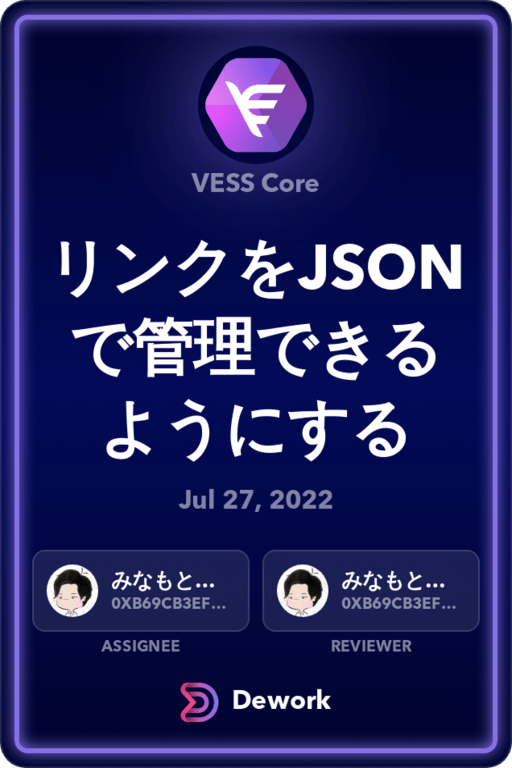 VESS Core
リンクをJSON
で管理できる
ようにする
Jul 27, 2022
みなもと... みなもと...
0XB69CB3EF... 0XB69CB3EF...
ASSIGNEE REVIEWER
Dework